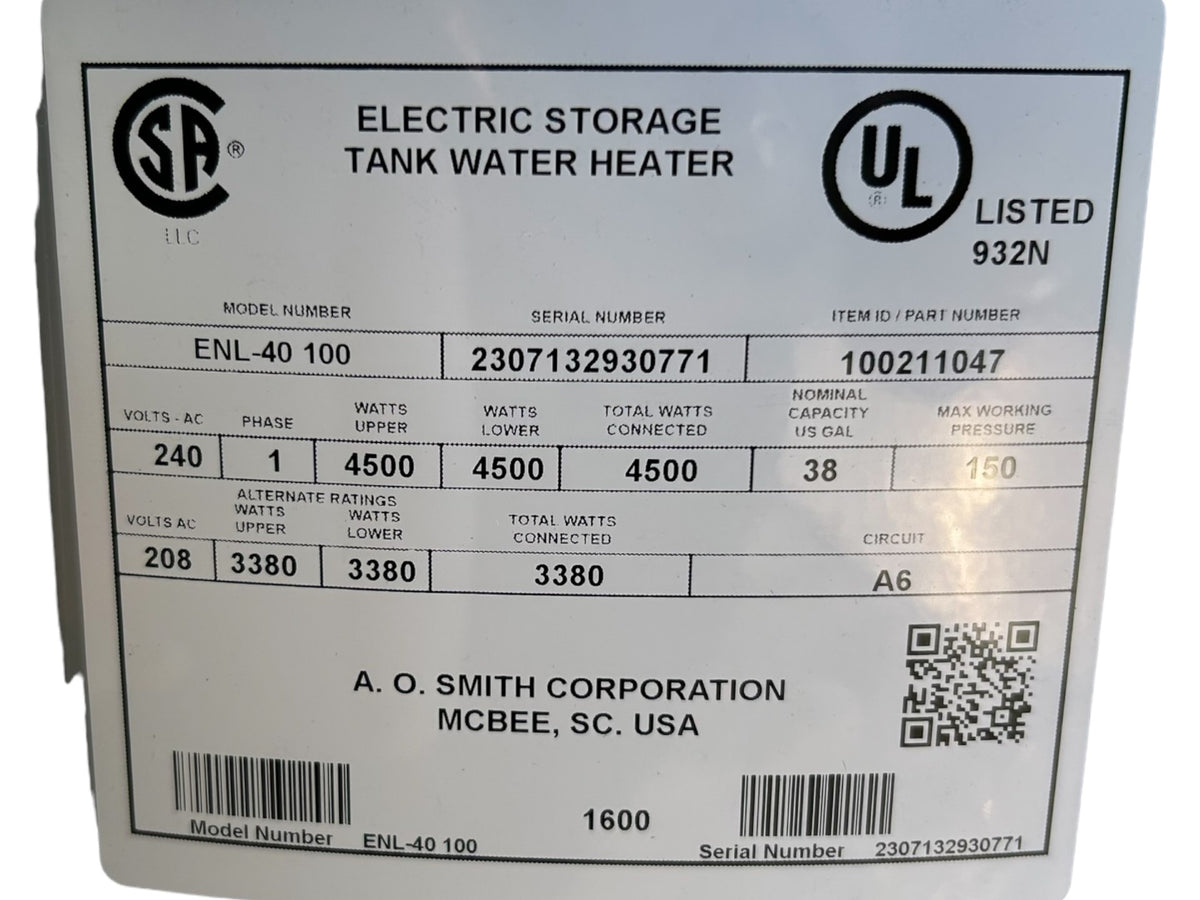 SA ®
LLC
ELECTRIC STORAGE
TANK WATER HEATER
UL
(R)
LISTED
932N
MODEL NUMBER SERIAL NUMBER ITEM ID / PART NUMBER
ENL-40 100 2307132930771 100211047
VOLTS - AC PHASE WATTS UPPER WATTS LOWER TOTAL WATTS CONNECTED NOMINAL CAPACITY US GAL MAX WORKING PRESSURE
240 1 4500 4500 4500 38 150
ALTERNATE RATINGS
VOLTS AC WATTS UPPER WATTS LOWER TOTAL WATTS CONNECTED CIRCUIT
208 3380 3380 3380 A6
A. O. SMITH CORPORATION
MCBEE, SC. USA
1600
Model Number ENL-40 100
Serial Number 2307132930771